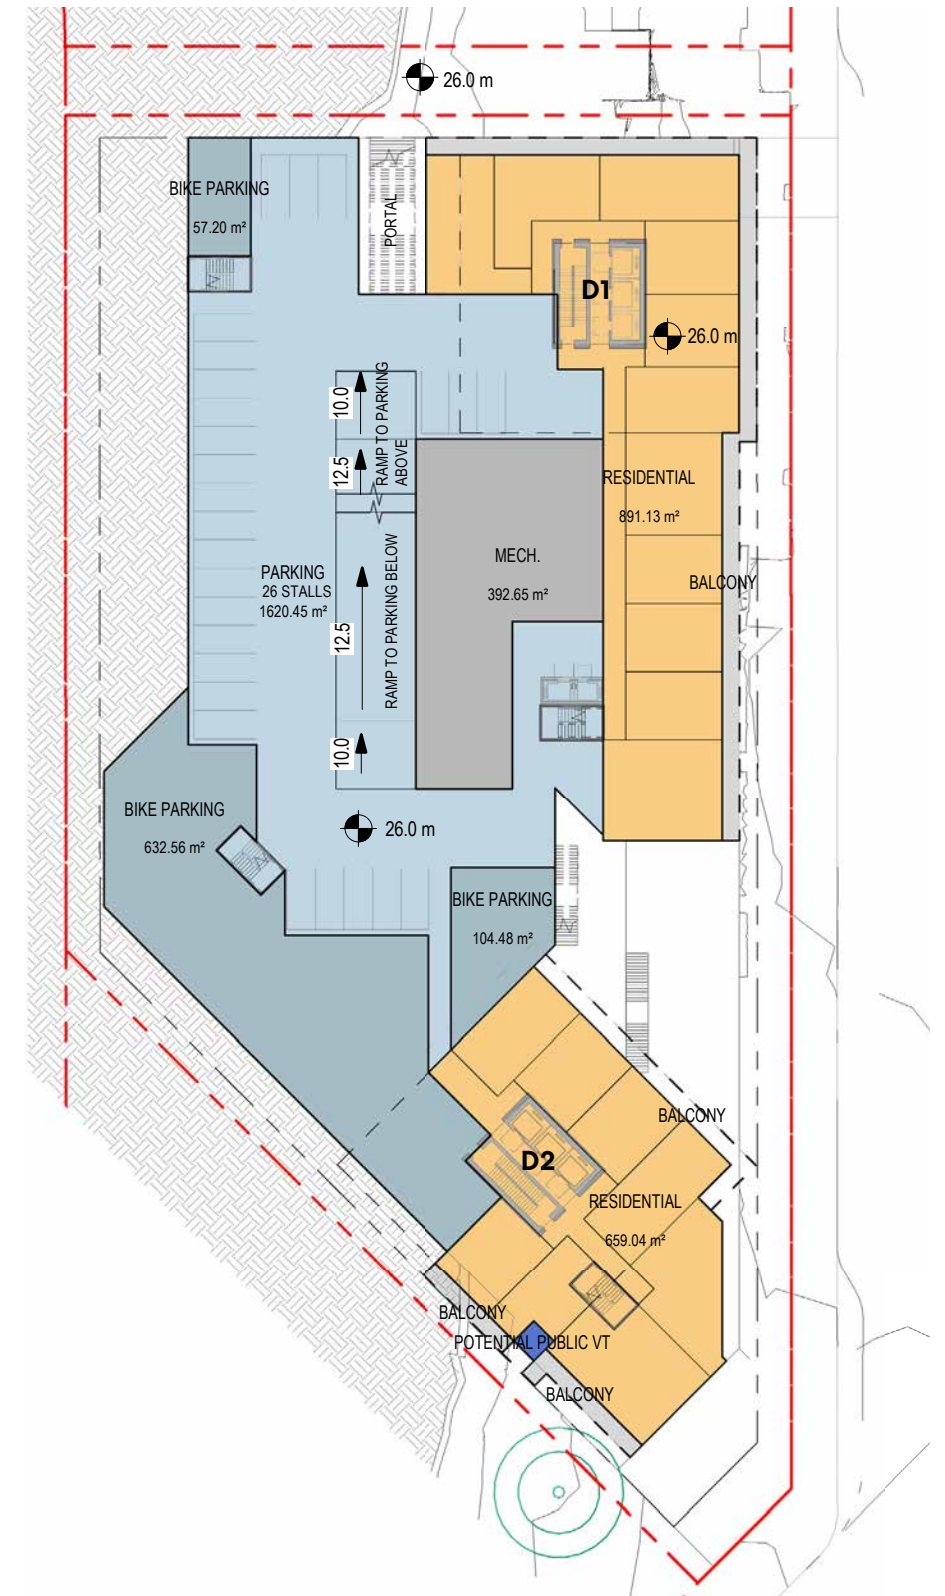 26.0 m
BIKE PARKING
57.20 m²
PORTAL
D1
26.0 m
10.0
RAMP TO PARKING
ABOVE
12.5
RESIDENTIAL
891.13 m²
MECH.
392.65 m²
PARKING
26 STALLS
1620.45 m²
BALCONY
RAMP TO PARKING BELOW
12.5
10.0
BIKE PARKING
632.56 m²
26.0 m
BIKE PARKING
104.48 m²
BALCONY
D2
RESIDENTIAL
659.04 m²
BALCONY
POTENTIAL PUBLIC VT
BALCONY